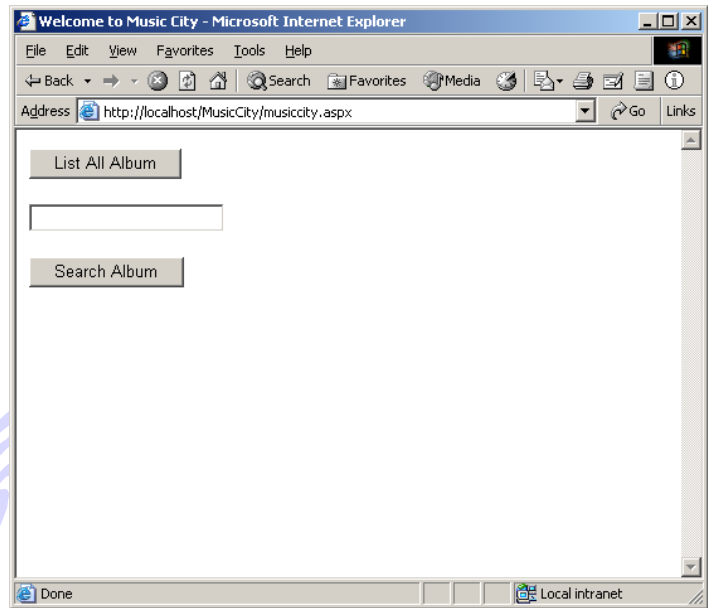 Welcome to Music City - Microsoft Internet Explorer
File Edit View Favorites Tools Help
Back Search Favorites Media
Address http://localhost/MusicCity/musiccity.aspx Go Links
List All Album
Search Album
Done Local intranet